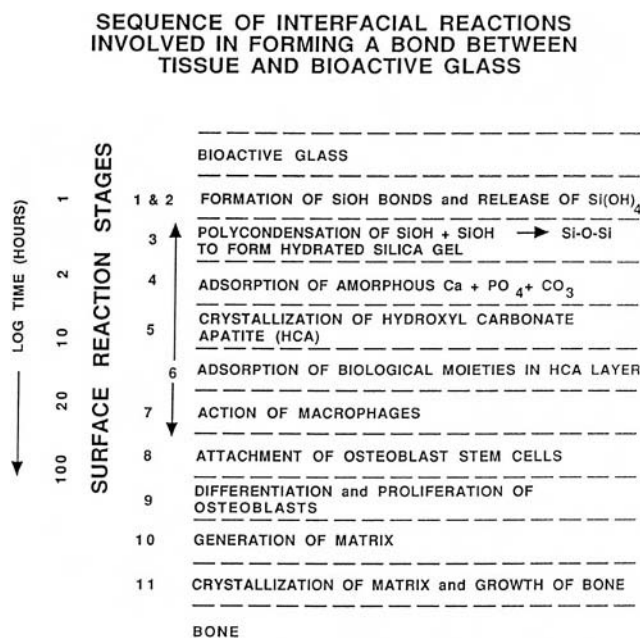 SEQUENCE OF INTERFACIAL REACTIONS
INVOLVED IN FORMING A BOND BETWEEN
TISSUE AND BIOACTIVE GLASS
LOG TIME (HOURS)
1
2
10
20
100
SURFACE REACTION STAGES
BIOACTIVE GLASS
1 & 2 FORMATION OF SiOH BONDS and RELEASE OF Si(OH)4
3 POLYCONDENSATION OF SiOH + SiOH → Si-O-Si
TO FORM HYDRATED SILICA GEL
4 ADSORPTION OF AMORPHOUS Ca + PO4 + CO3
5 CRYSTALLIZATION OF HYDROXYL CARBONATE
APATITE (HCA)
6 ADSORPTION OF BIOLOGICAL MOIETIES IN HCA LAYER
7 ACTION OF MACROPHAGES
8 ATTACHMENT OF OSTEOBLAST STEM CELLS
9 DIFFERENTIATION and PROLIFERATION OF
OSTEOBLASTS
10 GENERATION OF MATRIX
11 CRYSTALLIZATION OF MATRIX and GROWTH OF BONE
BONE